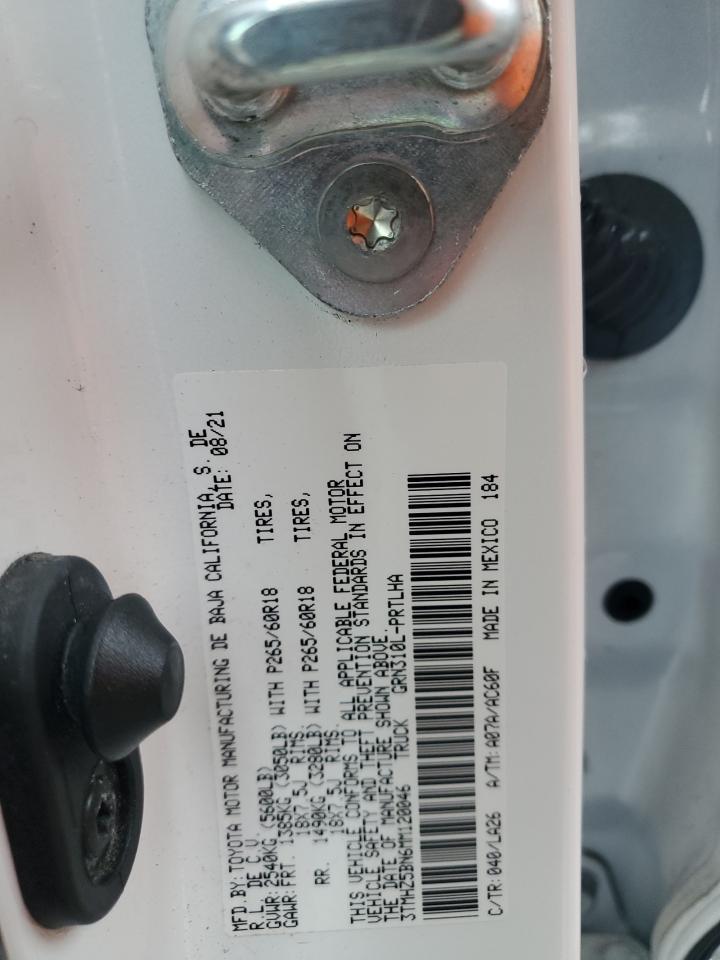 MFD.BY:TOYOTA MOTOR MANUFACTURING DE BAJA CALIFORNIA, S. DE
R.L. DE C.V. DATE: 08/21
GVWR:2540KG (5600LB)
GAWR:FRT. 1385KG (3050LB) WITH P265/60R18 TIRES,
18X7.5J RIMS.
RR. 1490KG (3280LB) WITH P265/60R18 TIRES,
18X7.5J RIMS.
THIS VEHICLE CONFORMS TO ALL APPLICABLE FEDERAL MOTOR
VEHICLE SAFETY AND THEFT PREVENTION STANDARDS IN EFFECT ON
THE DATE OF MANUFACTURE SHOWN ABOVE.
3TMHZ5BN6MM120046 TRUCK GRN310L-PRTLHA
C/TR:040/LA26 A/TM:A07A/AC60F MADE IN MEXICO 184